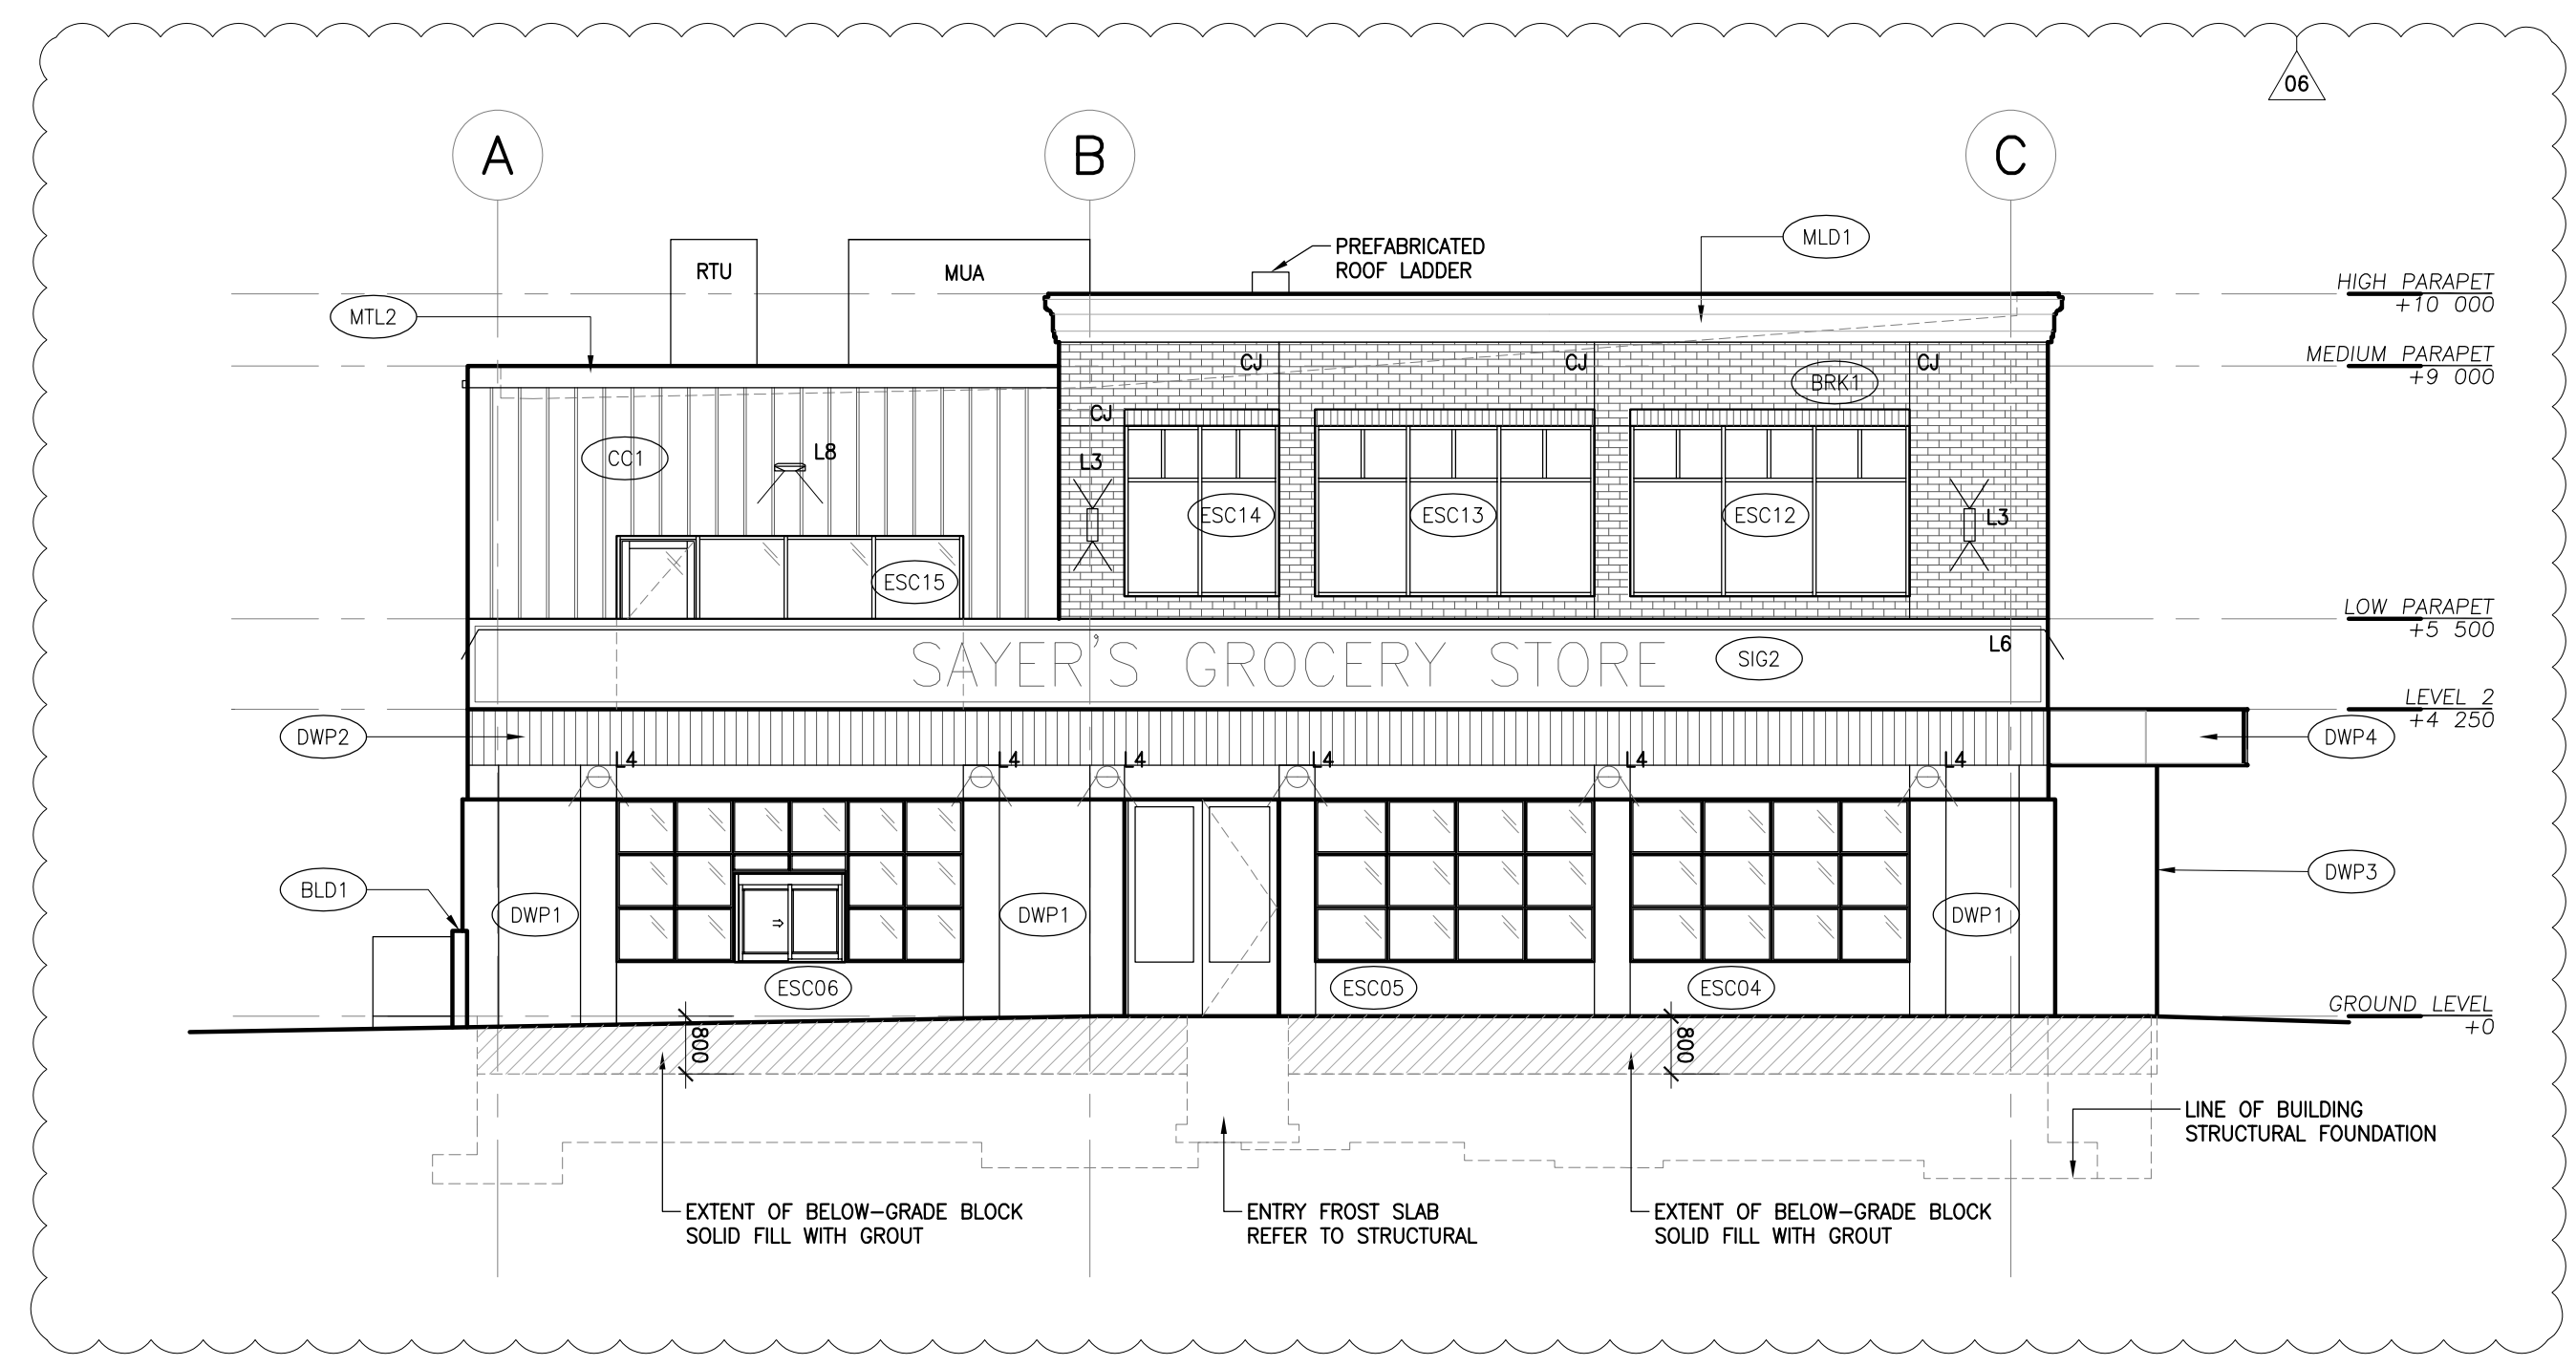 06
A
B
C
RTU
MUA
PREFABRICATED
ROOF LADDER
MLD1
HIGH PARAPET
+10 000
MTL2
MEDIUM PARAPET
+9 000
CJ
CJ
CJ
BRK1
CJ
CC1
L8
L3
ESC14
ESC13
ESC12
L3
ESC15
LOW PARAPET
+5 500
SAYER'S GROCERY STORE
SIG2
L6
LEVEL 2
+4 250
DWP2
DWP4
L4
L4
L4
L4
L4
L4
BLD1
DWP3
DWP1
DWP1
DWP1
ESC06
ESC05
ESC04
GROUND LEVEL
+0
800
800
LINE OF BUILDING
STRUCTURAL FOUNDATION
EXTENT OF BELOW-GRADE BLOCK
SOLID FILL WITH GROUT
ENTRY FROST SLAB
REFER TO STRUCTURAL
EXTENT OF BELOW-GRADE BLOCK
SOLID FILL WITH GROUT